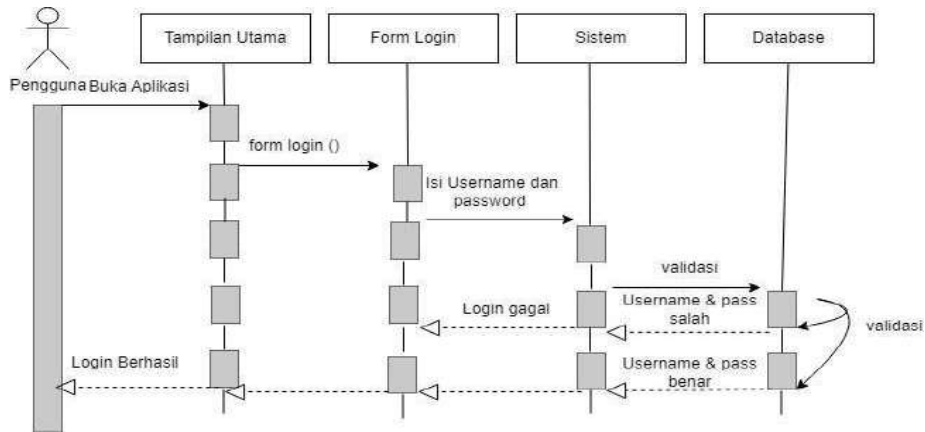 Tampilan Utama
Form Login
Sistem
Database
Pengguna
Buka Aplikasi
form login ()
Isi Username dan
password
validasi
Login gagal
Username & pass
salah
validasi
Login Berhasil
Username & pass
benar